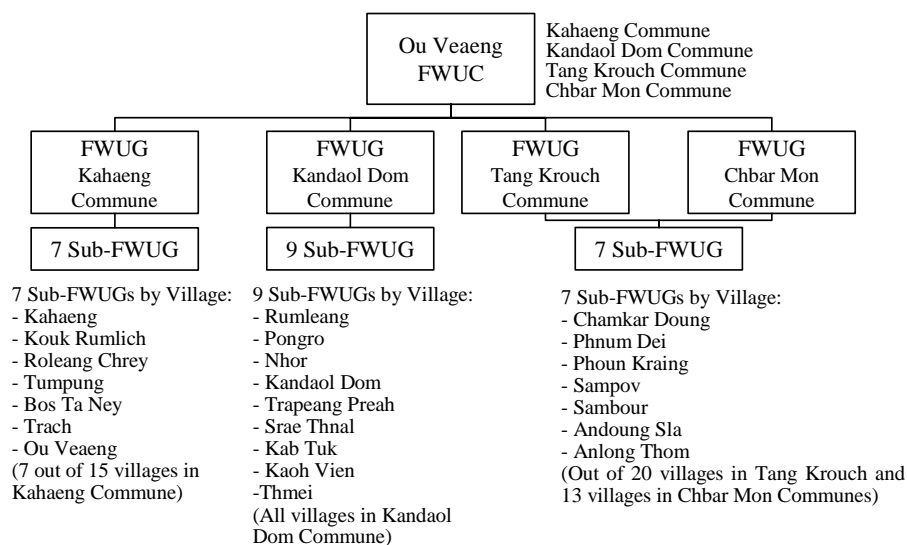 Ou Veaeng
FWUC
Kahaeng Commune
Kandaol Dom Commune
Tang Krouch Commune
Chbar Mon Commune
FWUG
Kahaeng
Commune
FWUG
Kandaol Dom
Commune
FWUG
Tang Krouch
Commune
FWUG
Chbar Mon
Commune
7 Sub-FWUG
9 Sub-FWUG
7 Sub-FWUG
7 Sub-FWUGs by Village:
- Kahaeng
- Kouk Rumlich
- Roleang Chrey
- Tumpung
- Bos Ta Ney
- Trach
- Ou Veaeng
(7 out of 15 villages in
Kahaeng Commune)
9 Sub-FWUGs by Village:
- Rumleang
- Pongro
- Nhor
- Kandaol Dom
- Trapeang Preah
- Srae Thnal
- Kab Tuk
- Kaoh Vien
-Thmei
(All villages in Kandaol
Dom Commune)
7 Sub-FWUGs by Village:
- Chamkar Doung
- Phnum Dei
- Phoun Kraing
- Sampov
- Sambour
- Andoung Sla
- Anlong Thom
(Out of 20 villages in Tang Krouch and
13 villages in Chbar Mon Communes)